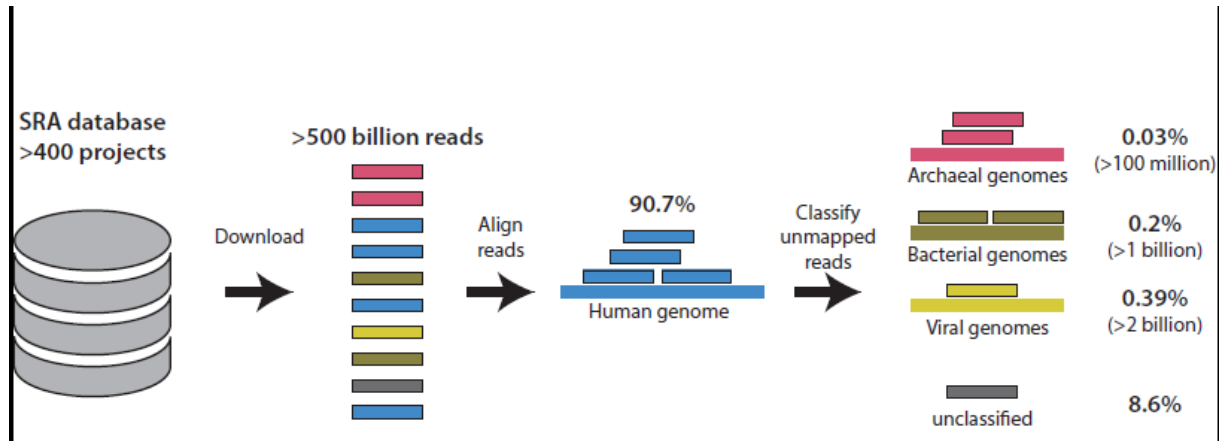 SRA database
>400 projects
Download
>500 billion reads
Align
reads
90.7%
Human genome
Classify
unmapped
reads
Archaeal genomes
0.03%
(>100 million)
Bacterial genomes
0.2%
(>1 billion)
Viral genomes
0.39%
(>2 billion)
unclassified
8.6%